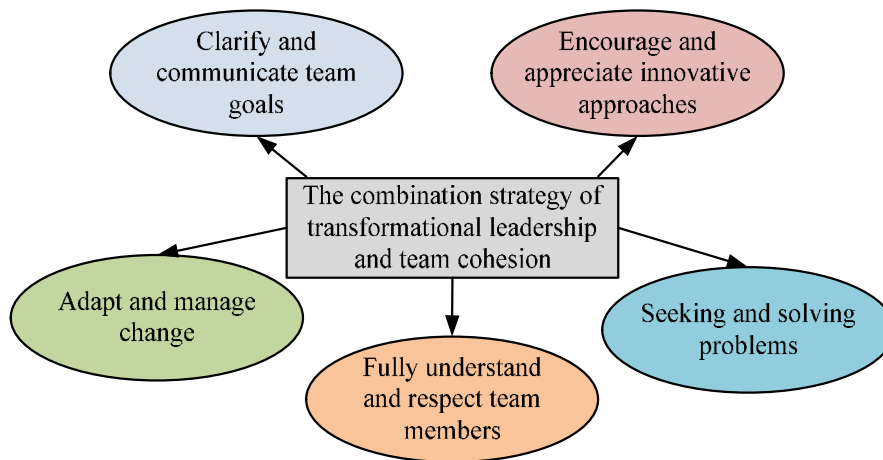 Clarify and
communicate team
goals
Encourage and
appreciate innovative
approaches
The combination strategy of
transformational leadership
and team cohesion
Adapt and manage
change
Seeking and solving
problems
Fully understand
and respect team
members